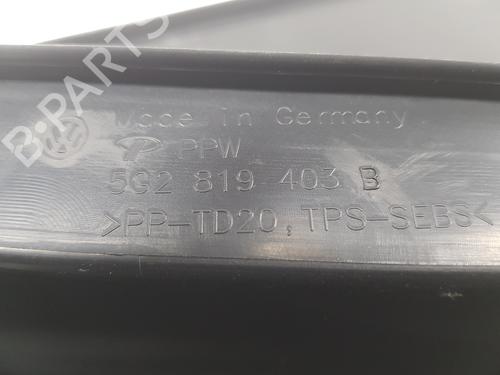 B-PARTS
Made In Germany
PPW
5G2 819 403 B
>PP-TD20, TPS-SEBS<